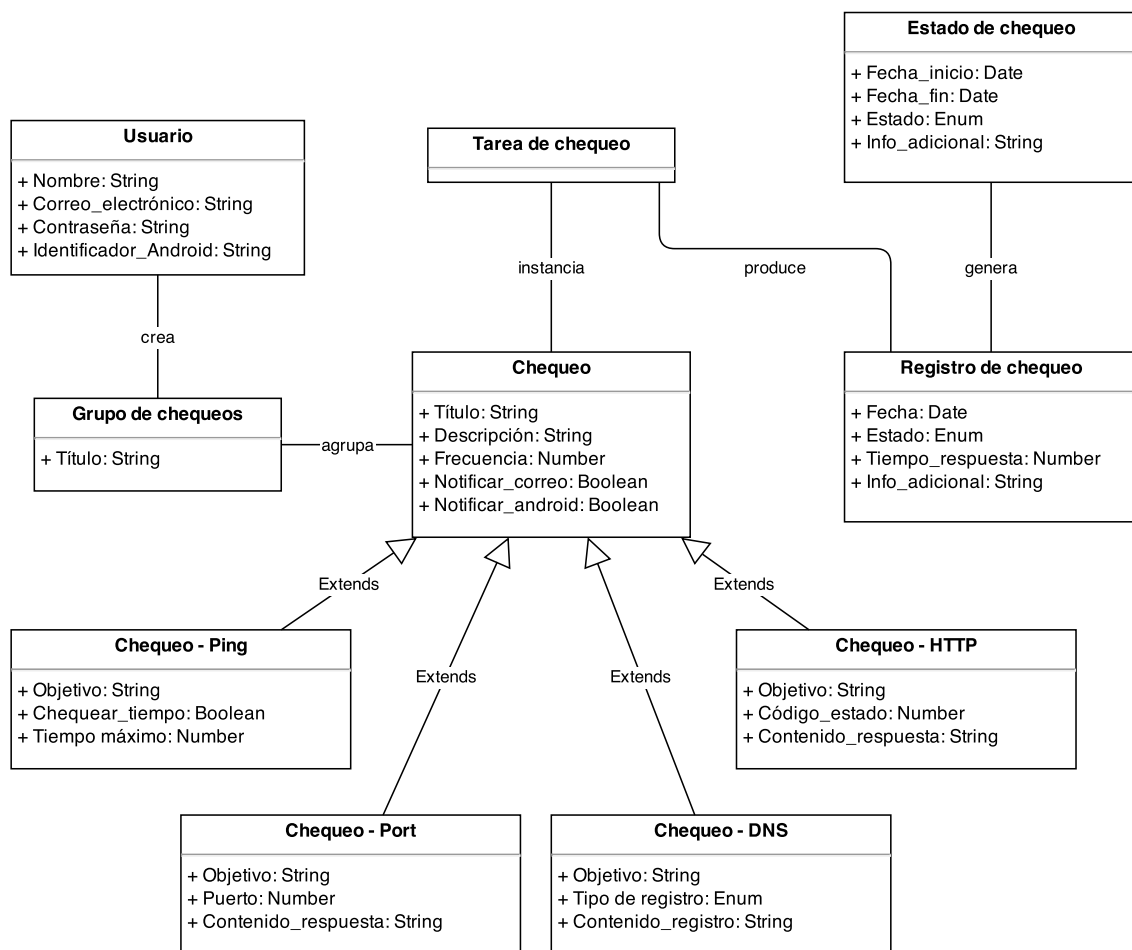 Estado de chequeo
+ Fecha_inicio: Date
+ Fecha_fin: Date
+ Estado: Enum
+ Info_adicional: String
Usuario
+ Nombre: String
+ Correo_electrónico: String
+ Contraseña: String
+ Identificador_Android: String
Tarea de chequeo
instancia
produce
genera
crea
Grupo de chequeos
+ Título: String
agrupa
Chequeo
+ Título: String
+ Descripción: String
+ Frecuencia: Number
+ Notificar_correo: Boolean
+ Notificar_android: Boolean
Registro de chequeo
+ Fecha: Date
+ Estado: Enum
+ Tiempo_respuesta: Number
+ Info_adicional: String
Extends
Extends
Extends
Extends
Chequeo - Ping
+ Objetivo: String
+ Chequear_tiempo: Boolean
+ Tiempo máximo: Number
Chequeo - HTTP
+ Objetivo: String
+ Código_estado: Number
+ Contenido_respuesta: String
Chequeo - Port
+ Objetivo: String
+ Puerto: Number
+ Contenido_respuesta: String
Chequeo - DNS
+ Objetivo: String
+ Tipo de registro: Enum
+ Contenido_registro: String